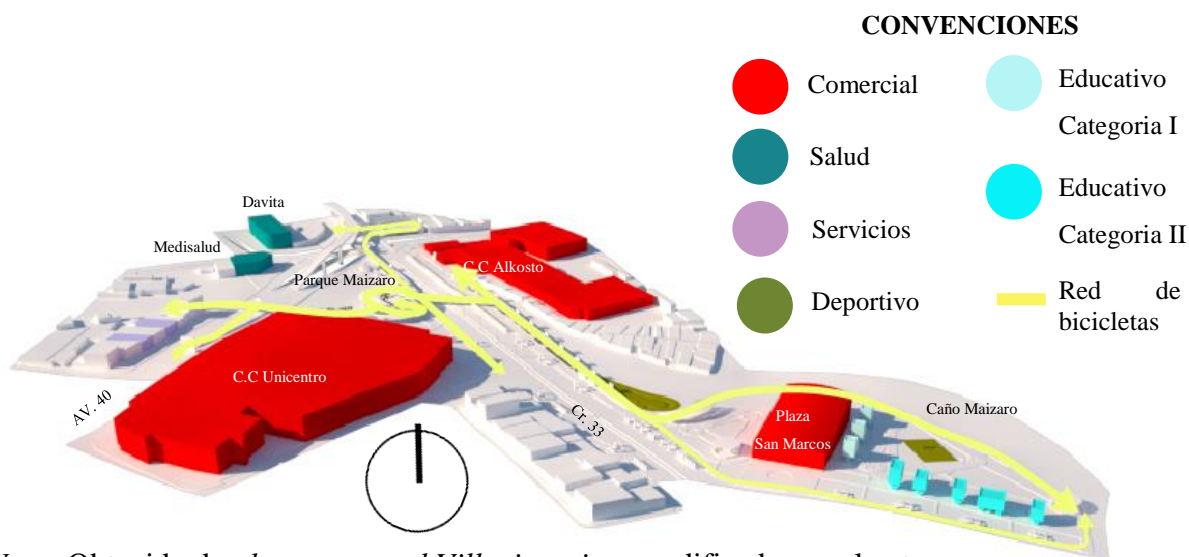 CONVENCIONES
Comercial
Salud
Servicios
Deportivo
Educativo
Categoria I
Educativo
Categoria II
Red de
bicicletas
Davita
Medisalud
Parque Maizaro
C.C Alkosto
C.C Unicentro
AV. 40
Cr. 33
Plaza
San Marcos
Caño Maizaro